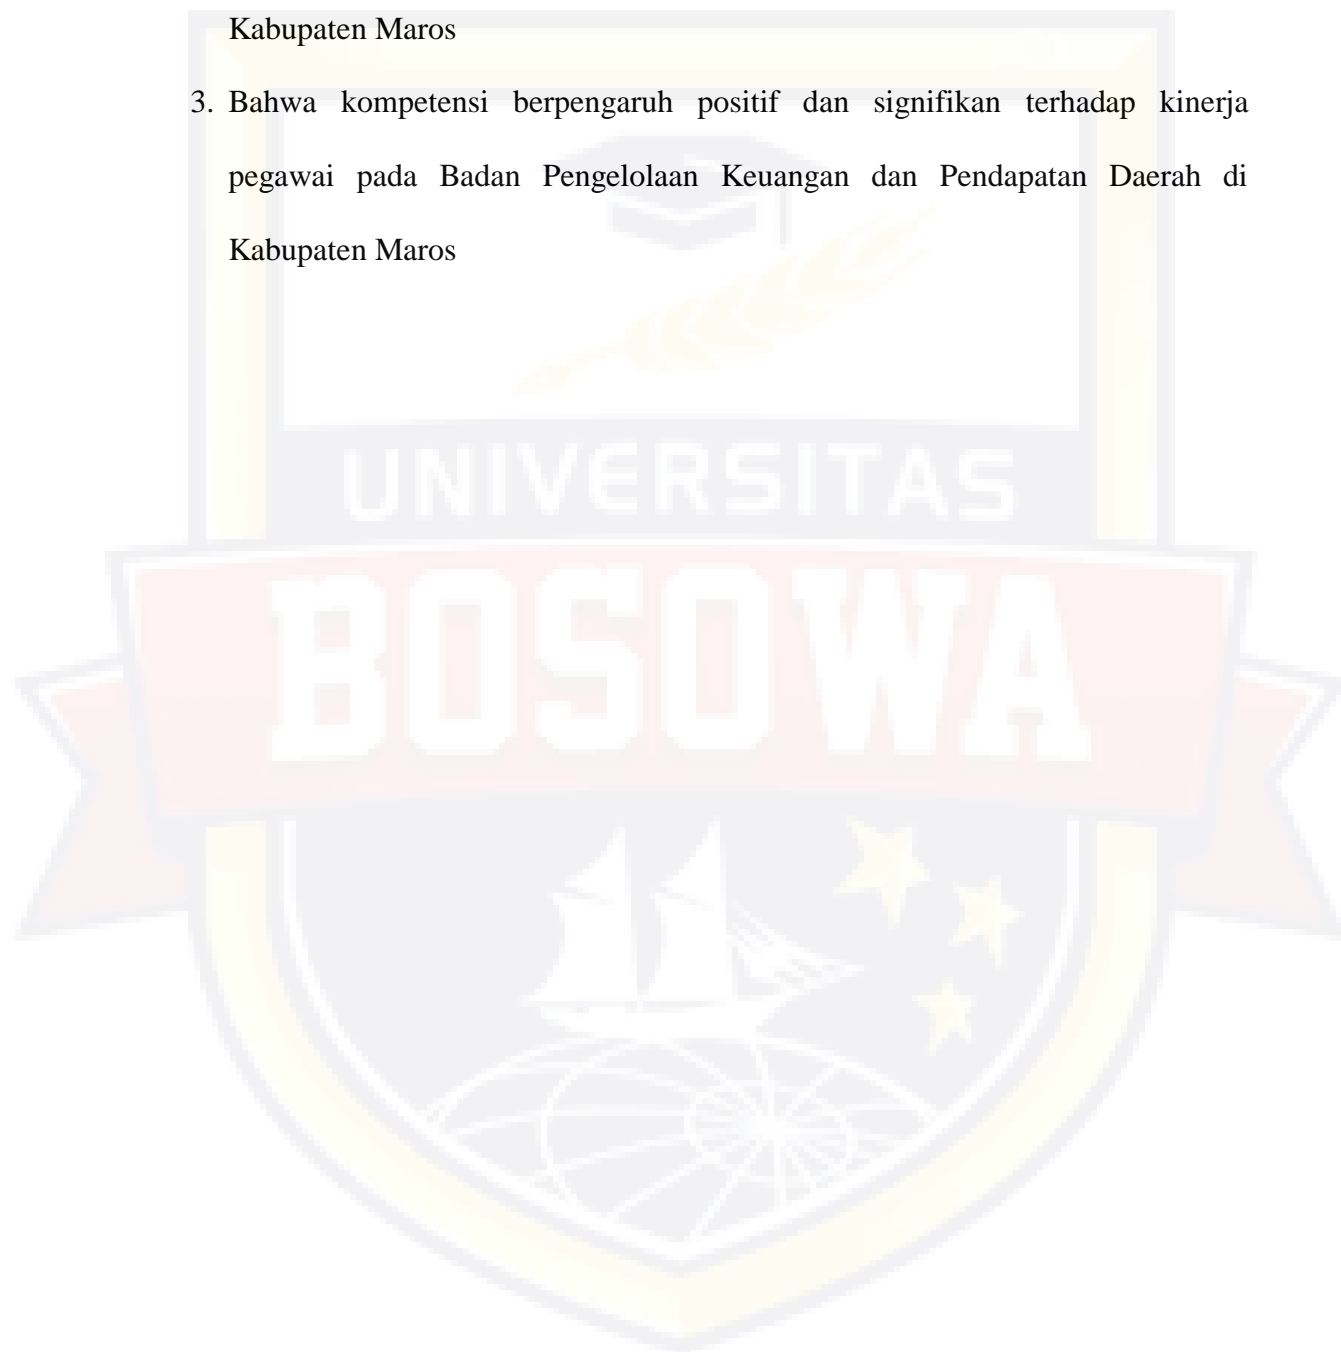 Kabupaten Maros
3. Bahwa kompetensi berpengaruh positif dan signifikan terhadap kinerja
pegawai pada Badan Pengelolaan Keuangan dan Pendapatan Daerah di
Kabupaten Maros
UNIVERSITAS
BOSOWA